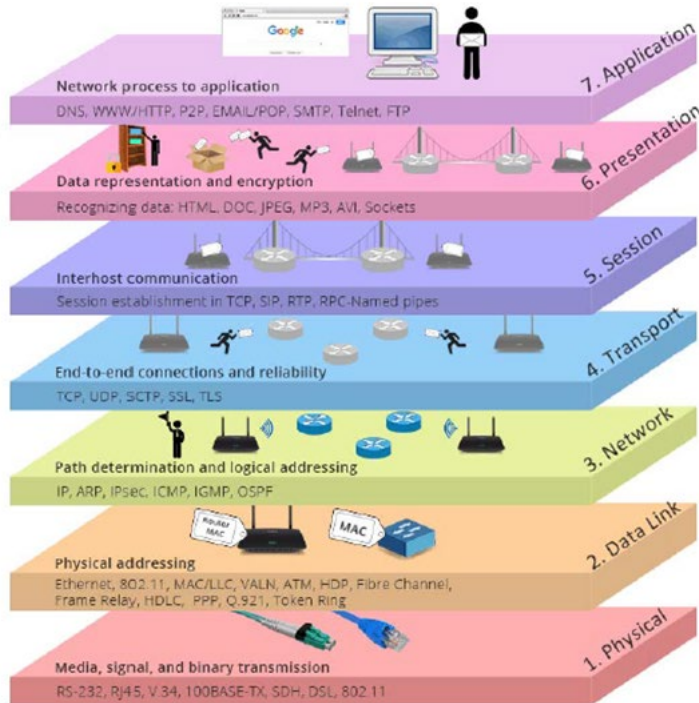 Google
Network process to application
7. Application
DNS, WWW/HTTP, P2P, EMAIL/POP, SMTP, Telnet, FTP
Data representation and encryption
6. Presentation
Recognizing data: HTML, DOC, JPEG, MP3, AVI, Sockets
Interhost communication
5. Session
Session establishment in TCP, SIP, RTP, RPC-Named pipes
End-to-end connections and reliability
4. Transport
TCP, UDP, SCTP, SSL, TLS
Path determination and logical addressing
3. Network
IP, ARP, IPsec, ICMP, IGMP, OSPF
Router
MAC
MAC
Physical addressing
2. Data Link
Ethernet, 802.11, MAC/LLC, VALN, ATM, HDP, Fibre Channel,
Frame Relay, HDLC, PPP, Q.921, Token Ring
Media, signal, and binary transmission
1. Physical
RS-232, RJ45, V.34, 100BASE-TX, SDH, DSL, 802.11